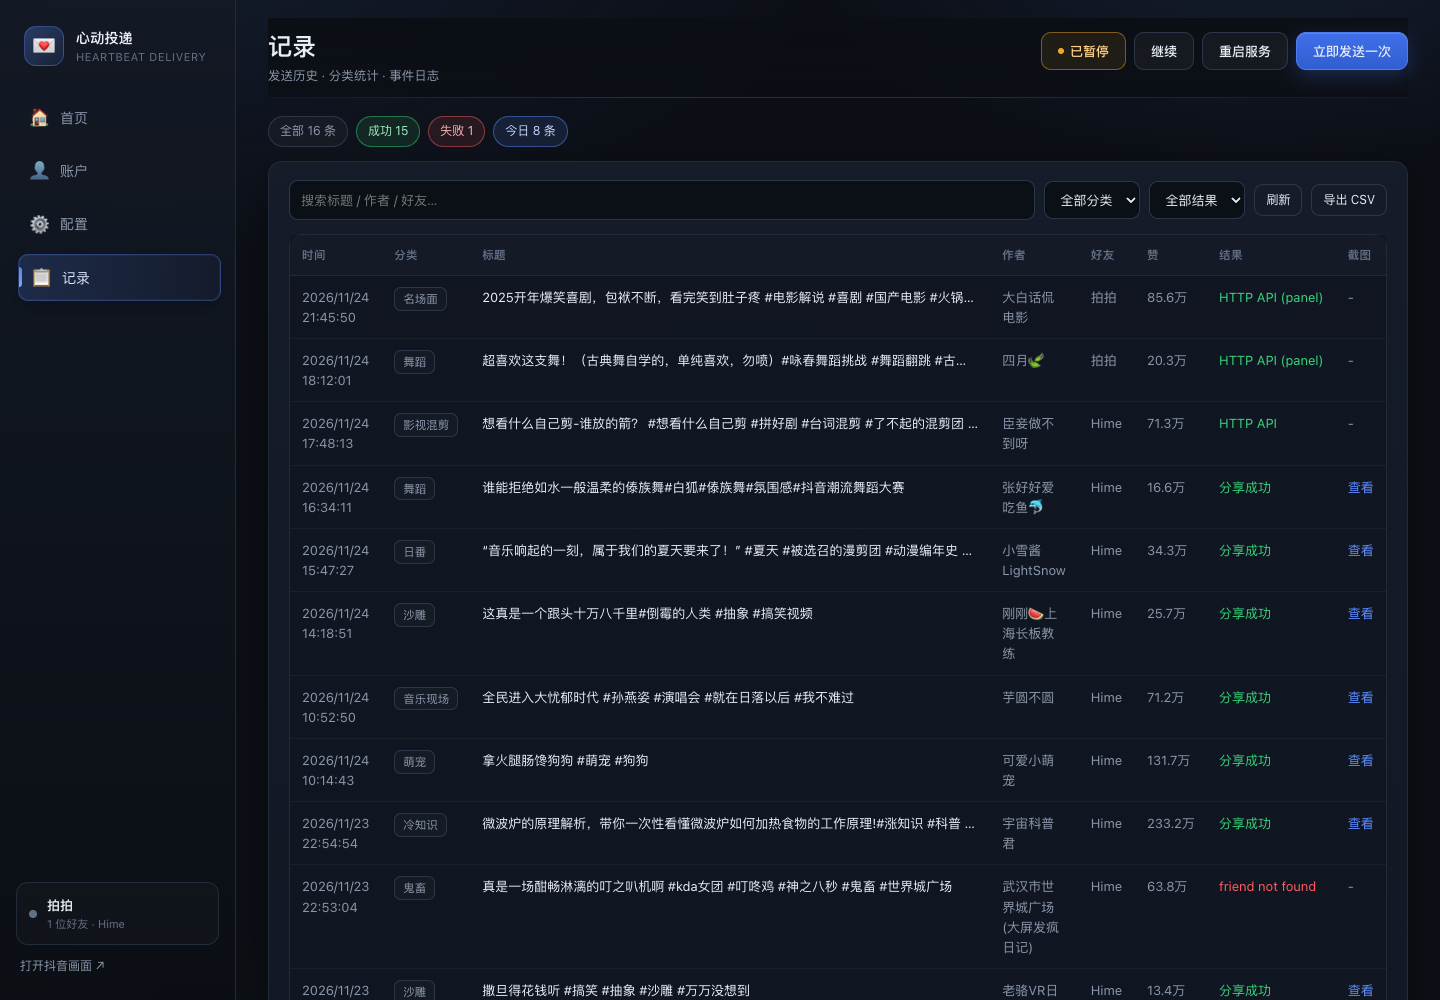 心动投递
HEARTBEAT DELIVERY
首页
账户
配置
记录
拍拍
1 位好友 · Hime
打开抖音画面 ↗
记录
发送历史 · 分类统计 · 事件日志
已暂停
继续
重启服务
立即发送一次
全部 16 条
成功 15
失败 1
今日 8 条
搜索标题 / 作者 / 好友...
全部分类
全部结果
刷新
导出 CSV
时间 分类 标题 作者 好友 赞 结果 截图
2026/11/24 名场面 2025开年爆笑喜剧，包袱不断，看完笑到肚子疼 #电影解说 #喜剧 #国产电影 #火锅... 大白话侃 拍拍 85.6万 HTTP API (panel) -
21:45:50 电影
2026/11/24 舞蹈 超喜欢这支舞！（古典舞自学的，单纯喜欢，勿喷）#咏春舞蹈挑战 #舞蹈翻跳 #古... 四月🌿 拍拍 20.3万 HTTP API (panel) -
18:12:01
2026/11/24 影视混剪 想看什么自己剪-谁放的箭？ #想看什么自己剪 #拼好剧 #台词混剪 #了不起的混剪团 ... 臣妾做不 Hime 71.3万 HTTP API -
17:48:13 到呀
2026/11/24 舞蹈 谁能拒绝如水一般温柔的傣族舞#白狐#傣族舞#氛围感#抖音潮流舞蹈大赛 张好好爱 Hime 16.6万 分享成功 查看
16:34:11 吃鱼🐬
2026/11/24 日番 “音乐响起的一刻，属于我们的夏天要来了！” #夏天 #被选召的漫剪团 #动漫编年史 ... 小雪酱 Hime 34.3万 分享成功 查看
15:47:27 LightSnow
2026/11/24 沙雕 这真是一个跟头十万八千里#倒霉的人类 #抽象 #搞笑视频 刚刚🍉上 Hime 25.7万 分享成功 查看
14:18:51 海长板教
练
2026/11/24 音乐现场 全民进入大忧郁时代 #孙燕姿 #演唱会 #就在日落以后 #我不难过 芋圆不圆 Hime 71.2万 分享成功 查看
10:52:50
2026/11/24 萌宠 拿火腿肠馋狗狗 #萌宠 #狗狗 可爱小萌 Hime 131.7万 分享成功 查看
10:14:43 宠
2026/11/23 冷知识 微波炉的原理解析，带你一次性看懂微波炉如何加热食物的工作原理!#涨知识 #科普 ... 宇宙科普 Hime 233.2万 分享成功 查看
22:54:54 君
2026/11/23 鬼畜 真是一场酣畅淋漓的叮之叭机啊 #kda女团 #叮咚鸡 #神之八秒 #鬼畜 #世界城广场 武汉市世 Hime 63.8万 friend not found -
22:53:04 界城广场
(大屏发疯
日记)
2026/11/23 沙雕 撒旦得花钱听 #搞笑 #抽象 #沙雕 #万万没想到 老骆VR日 Hime 13.4万 分享成功 查看